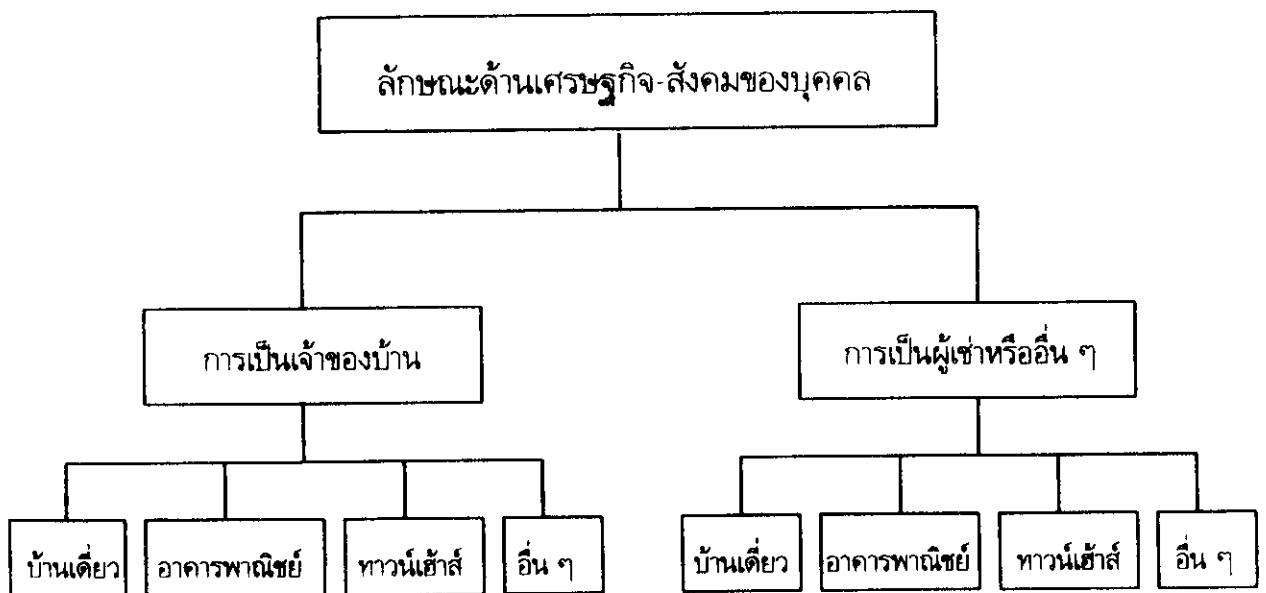 ลักษณะด้านเศรษฐกิจ-สังคมของบุคคล
การเป็นเจ้าของบ้าน
การเป็นผู้เช่าหรืออื่น ๆ
บ้านเดี่ยว
อาคารพาณิชย์
ทาวน์เฮ้าส์
อื่น ๆ
บ้านเดี่ยว
อาคารพาณิชย์
ทาวน์เฮ้าส์
อื่น ๆ